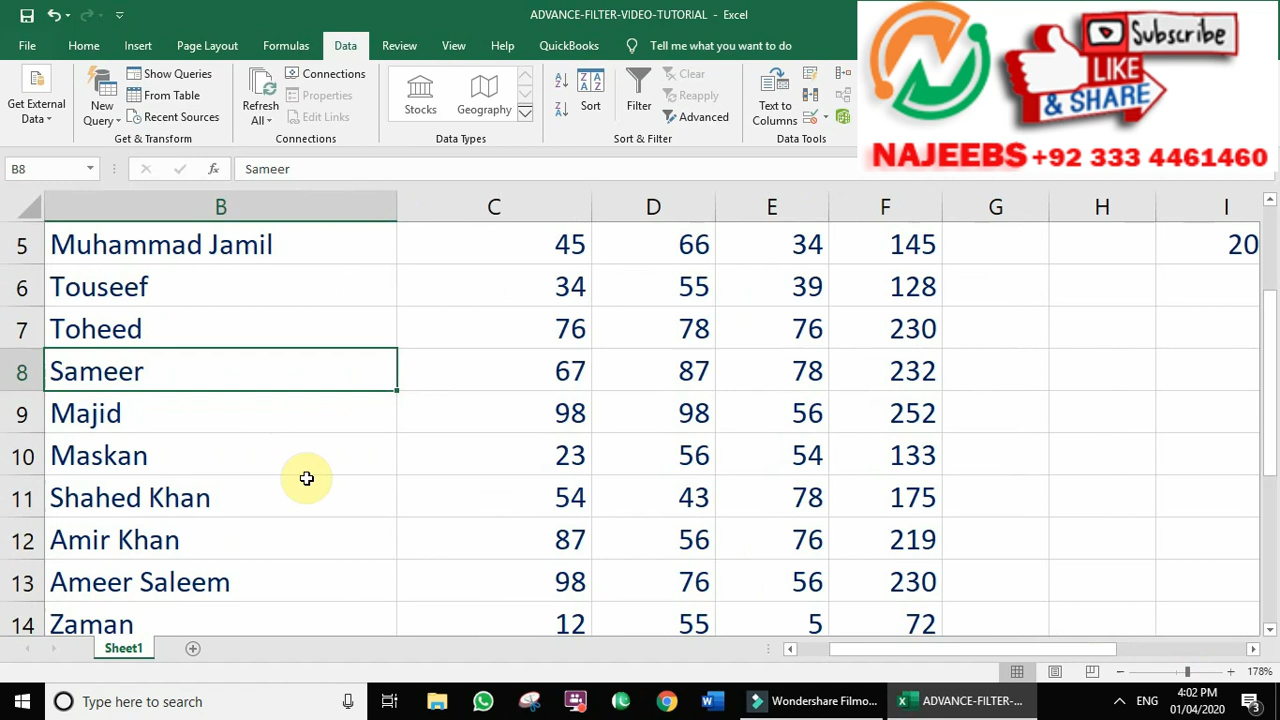 ADVANCE-FILTER-VIDEO-TUTORIAL - Excel
File Home Insert Page Layout Formulas Data Review View Help QuickBooks Tell me what you want to do
Get External Data
New Query
Show Queries
From Table
Recent Sources
Get & Transform
Refresh All
Connections
Properties
Edit Links
Connections
Stocks
Geography
Data Types
Sort
Filter
Clear
Reapply
Advanced
Sort & Filter
Text to Columns
Data Tools
Subscribe
LIKE
& SHARE
NAJEEBS +92 333 4461460
B8 fx Sameer
B C D E F G H I
5 Muhammad Jamil 45 66 34 145 20
6 Touseef 34 55 39 128
7 Toheed 76 78 76 230
8 Sameer 67 87 78 232
9 Majid 98 98 56 252
10 Maskan 23 56 54 133
11 Shahed Khan 54 43 78 175
12 Amir Khan 87 56 76 219
13 Ameer Saleem 98 76 56 230
14 Zaman 12 55 5 72
Sheet1
178%
Type here to search
Wondershare Filmo...
ADVANCE-FILTER-...
ENG
4:02 PM
01/04/2020
3